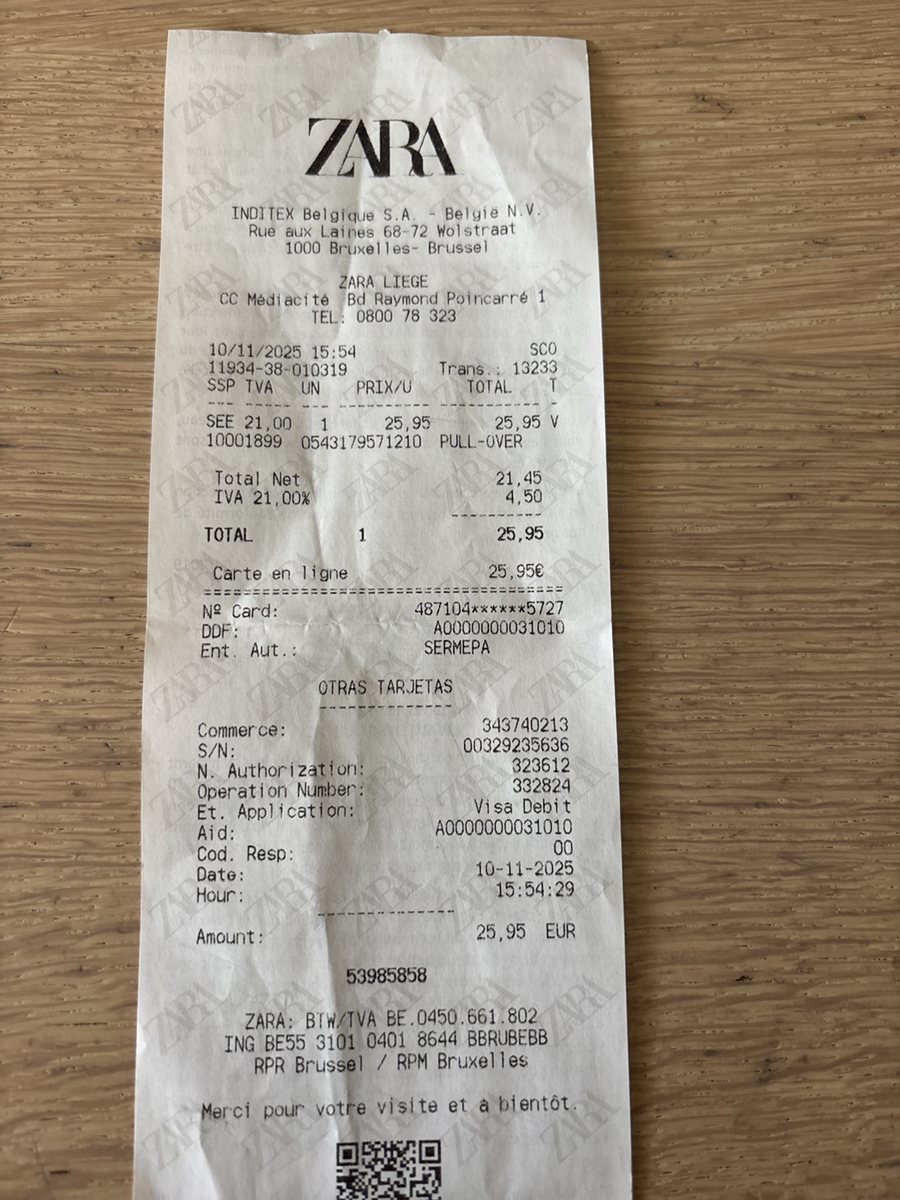 ZARA
INDITEX Belgique S.A. - België N.V.
Rue aux Laines 68-72 Wolstraat
1000 Bruxelles- Brussel
ZARA LIEGE
CC Médiacité Bd Raymond Poincarré 1
TEL: 0800 78 323
10/11/2025 15:54 SCO
11934-38-010319 Trans.: 13233
SSP TVA UN PRIX/U TOTAL T
SEE 21,00 1 25,95 25,95 V
10001899 0543179571210 PULL-OVER
Total Net 21,45
IVA 21,00% 4,50
TOTAL 1 25,95
Carte en ligne 25,95€
Nº Card: 487104******5727
DDF: A0000000031010
Ent. Aut.: SERMEPA
OTRAS TARJETAS
Commerce: 343740213
S/N: 00329235636
N. Authorization: 323612
Operation Number: 332824
Et. Application: Visa Debit
Aid: A0000000031010
Cod. Resp: 00
Date: 10-11-2025
Hour: 15:54:29
Amount: 25,95 EUR
53985858
ZARA: BTW/TVA BE.0450.661.802
ING BE55 3101 0401 8644 BBRUBEBB
RPR Brussel / RPM Bruxelles
Merci pour votre visite et a bientôt.